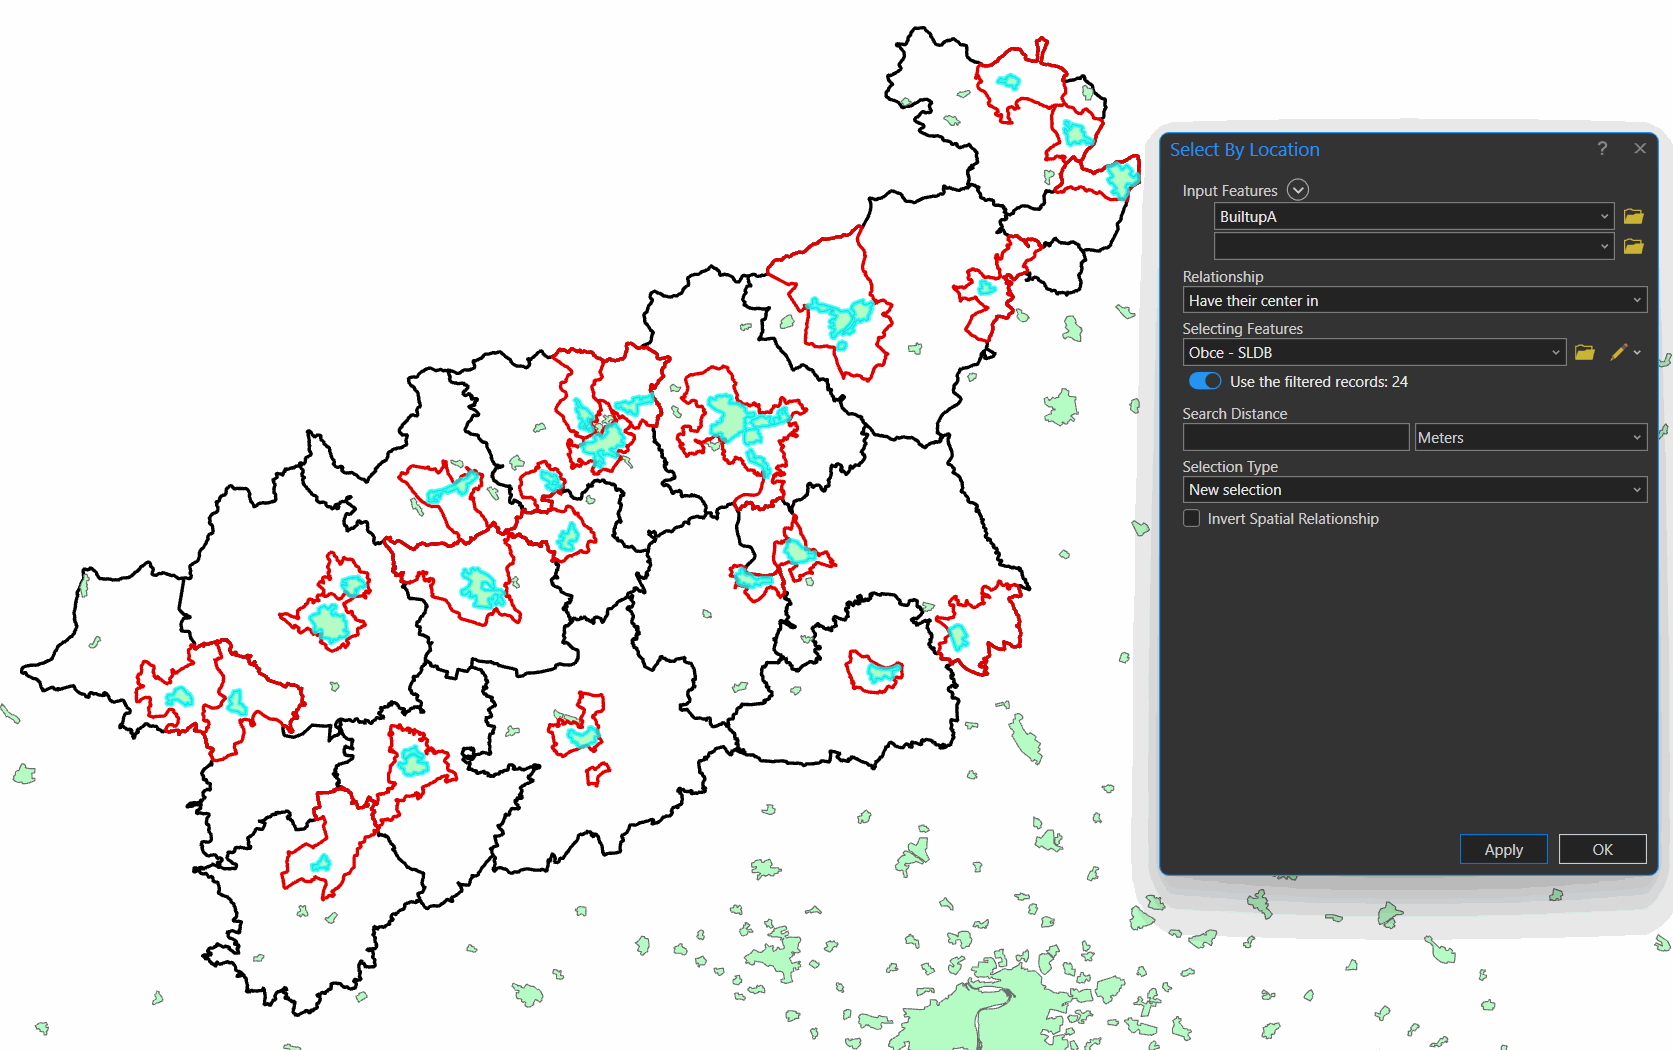 Select By Location
?
Input Features
BuiltupA
Relationship
Have their center in
Selecting Features
Obce - SLDB
Use the filtered records: 24
Search Distance
Meters
Selection Type
New selection
Invert Spatial Relationship
Apply OK